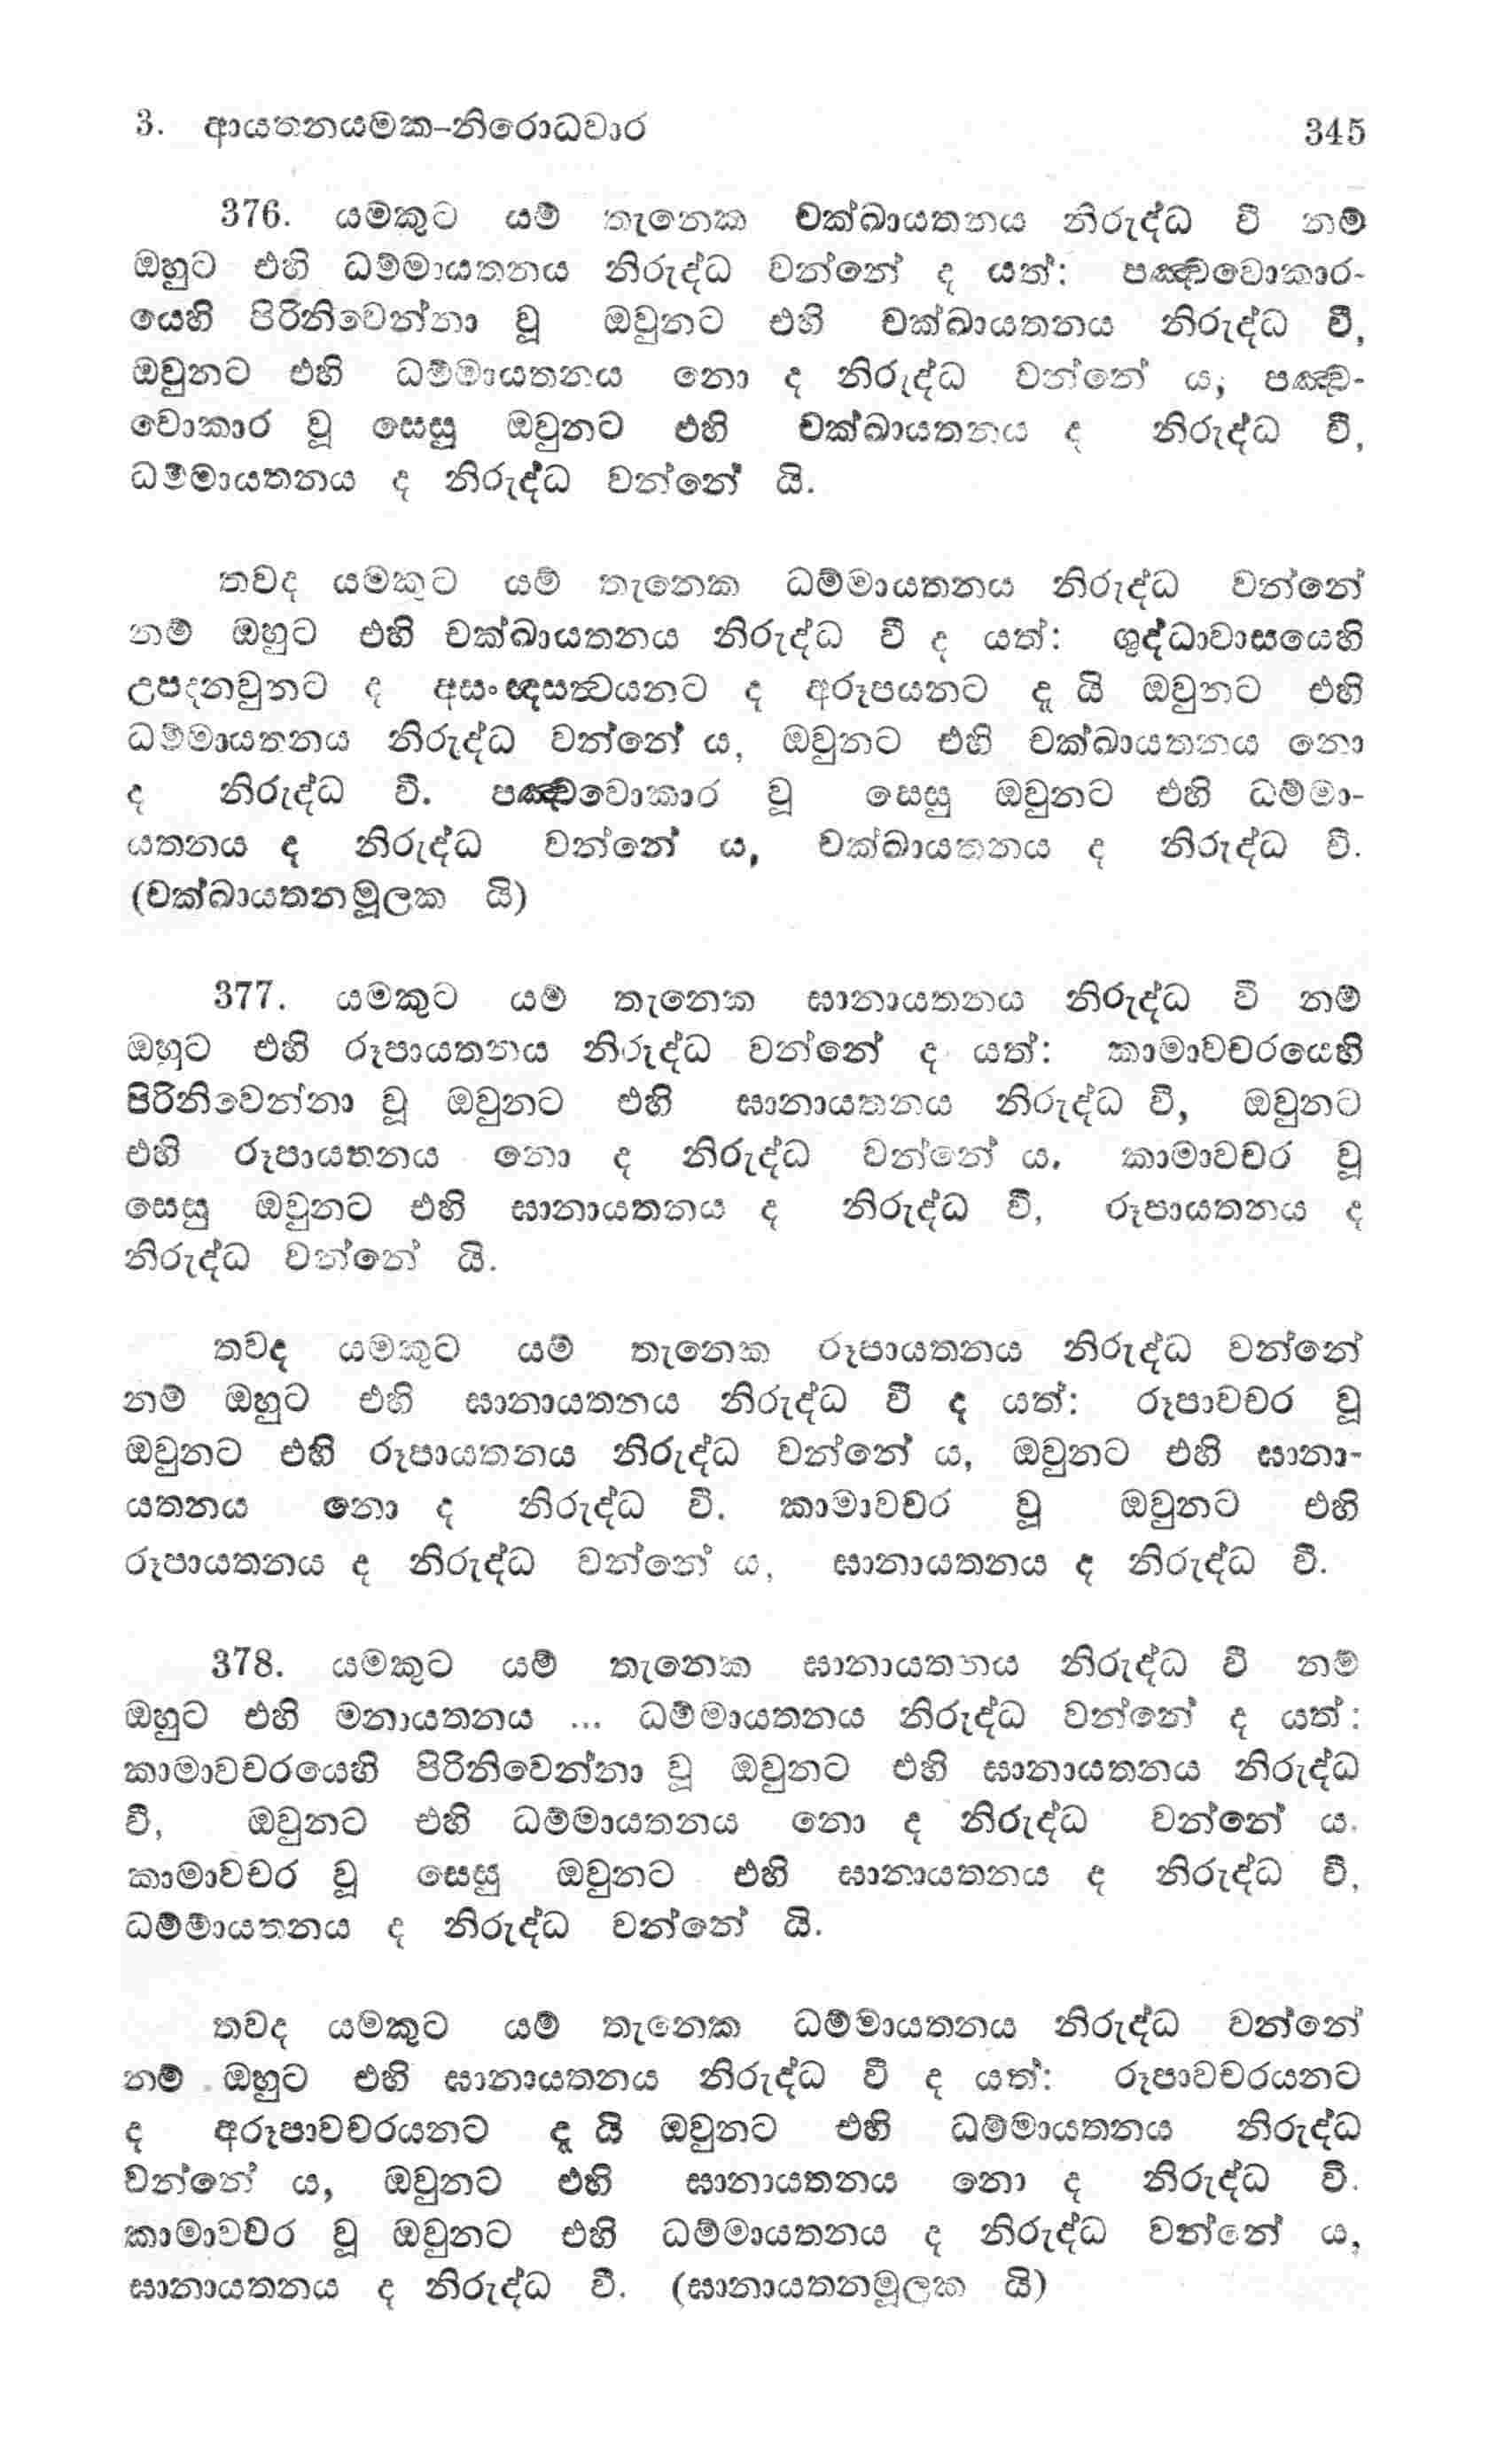 3. ආයතනයමක–නිරොධවාර 345
376. යමකුට යම් තැනෙක චක්ඛායතනය නිරුද්ධ වී නම්
ඔහුට එහි ධම්මායතනය නිරුද්ධ වන්නේ ද යත්: පඤ්චවොකාර-
යෙහි පිරිනිවෙන්නා වූ ඔවුනට එහි චක්ඛායතනය නිරුද්ධ වී,
ඔවුනට එහි ධම්මායතනය නො ද නිරුද්ධ වන්නේ ය, පඤ්ච-
වොකාර වූ සෙසු ඔවුනට එහි චක්ඛායතනය ද නිරුද්ධ වී,
ධම්මායතනය ද නිරුද්ධ වන්නේ යි.
තවද යමකුට යම් තැනෙක ධම්මායතනය නිරුද්ධ වන්නේ
නම් ඔහුට එහි චක්ඛායතනය නිරුද්ධ වී ද යත්: ශුද්ධාවාසයෙහි
උපදනවුනට ද අසංඥසත්‍වයනට ද අරූපයනට දැ යි ඔවුනට එහි
ධම්මායතනය නිරුද්ධ වන්නේ ය, ඔවුනට එහි චක්ඛායතනය නො
ද නිරුද්ධ වී. පඤ්චවොකාර වූ සෙසු ඔවුනට එහි ධම්මා-
යතනය ද නිරුද්ධ වන්නේ ය, චක්ඛායතනය ද නිරුද්ධ වී.
(චක්ඛායතනමූලක යි)
377. යමකුට යම් තැනෙක ඝානායතනය නිරුද්ධ වී නම්
ඔහුට එහි රූපායතනය නිරුද්ධ වන්නේ ද යත්: කාමාවචරයෙහි
පිරිනිවෙන්නා වූ ඔවුනට එහි ඝානායතනය නිරුද්ධ වී, ඔවුනට
එහි රූපායතනය නො ද නිරුද්ධ වන්නේ ය. කාමාවචර වූ
සෙසු ඔවුනට එහි ඝානායතනය ද නිරුද්ධ වී, රූපායතනය ද
නිරුද්ධ වන්නේ යි.
තවද යමකුට යම් තැනෙක රූපායතනය නිරුද්ධ වන්නේ
නම් ඔහුට එහි ඝානායතනය නිරුද්ධ වී ද යත්: රූපාවචර වූ
ඔවුනට එහි රූපායතනය නිරුද්ධ වන්නේ ය, ඔවුනට එහි ඝානා-
යතනය නො ද නිරුද්ධ වී. කාමාවචර වූ ඔවුනට එහි
රූපායතනය ද නිරුද්ධ වන්නේ ය, ඝානායතනය ද නිරුද්ධ වී.
378. යමකුට යම් තැනෙක ඝානායතනය නිරුද්ධ වී නම්
ඔහුට එහි මනායතනය ... ධම්මායතනය නිරුද්ධ වන්නේ ද යත්:
කාමාවචරයෙහි පිරිනිවෙන්නා වූ ඔවුනට එහි ඝානායතනය නිරුද්ධ
වී, ඔවුනට එහි ධම්මායතනය නො ද නිරුද්ධ වන්නේ ය.
කාමාවචර වූ සෙසු ඔවුනට එහි ඝානායතනය ද නිරුද්ධ වී,
ධම්මායතනය ද නිරුද්ධ වන්නේ යි.
තවද යමකුට යම් තැනෙක ධම්මායතනය නිරුද්ධ වන්නේ
නම් ඔහුට එහි ඝානායතනය නිරුද්ධ වී ද යත්: රූපාවචරයනට
ද අරූපාවචරයනට දැ යි ඔවුනට එහි ධම්මායතනය නිරුද්ධ
වන්නේ ය, ඔවුනට එහි ඝානායතනය නො ද නිරුද්ධ වී.
කාමාවචර වූ ඔවුනට එහි ධම්මායතනය ද නිරුද්ධ වන්නේ ය,
ඝානායතනය ද නිරුද්ධ වී. (ඝානායතනමූලක යි)